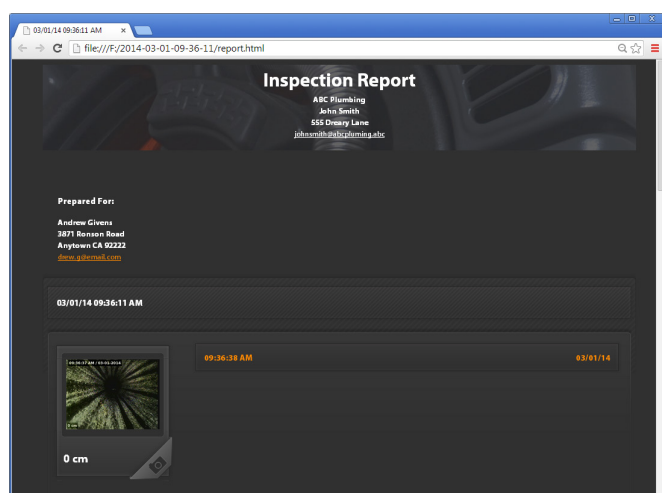 03/01/14 09:36:11 AM
file:///F:/2014-03-01-09-36-11/report.html
Inspection Report
ABC Plumbing
John Smith
555 Dreary Lane
johnsmith@abcpluming.abc
Prepared For:
Andrew Givens
3871 Ronson Road
Anytown CA 92222
drew.g@email.com
03/01/14 09:36:11 AM
09:36:38 AM 03/01/14
0 cm